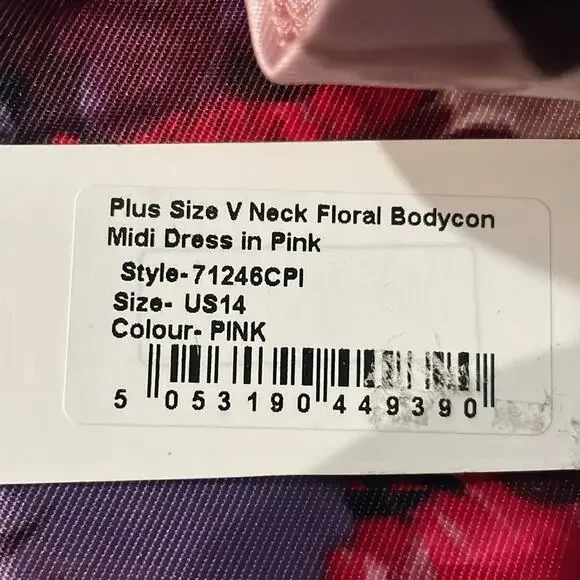 Plus Size V Neck Floral Bodycon
Midi Dress in Pink
Style-71246CPI
Size- US14
Colour- PINK
5 053190 449390